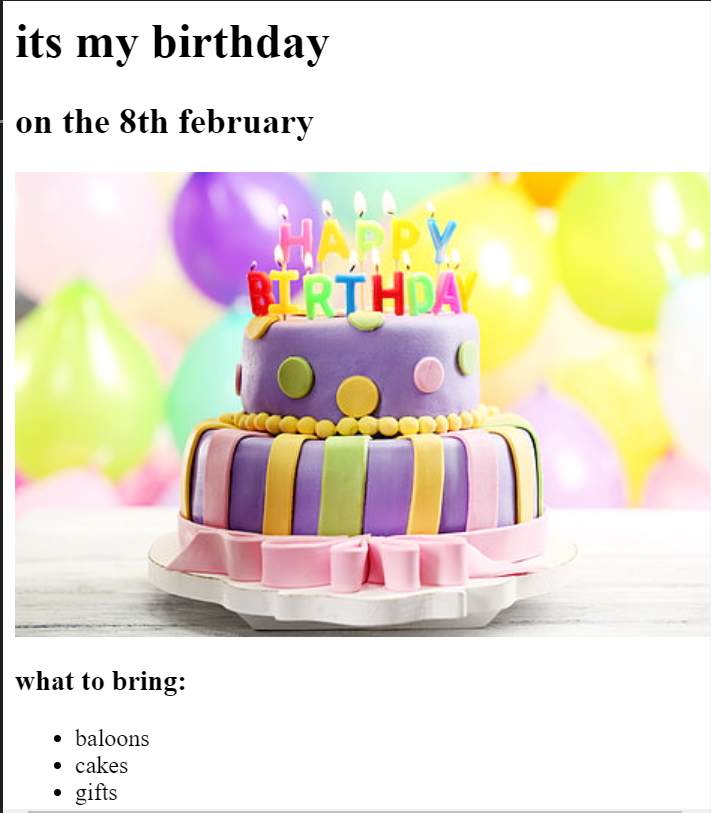 its my birthday
on the 8th february
HAPPY
BIRTHDAY
what to bring:
baloons
cakes
gifts